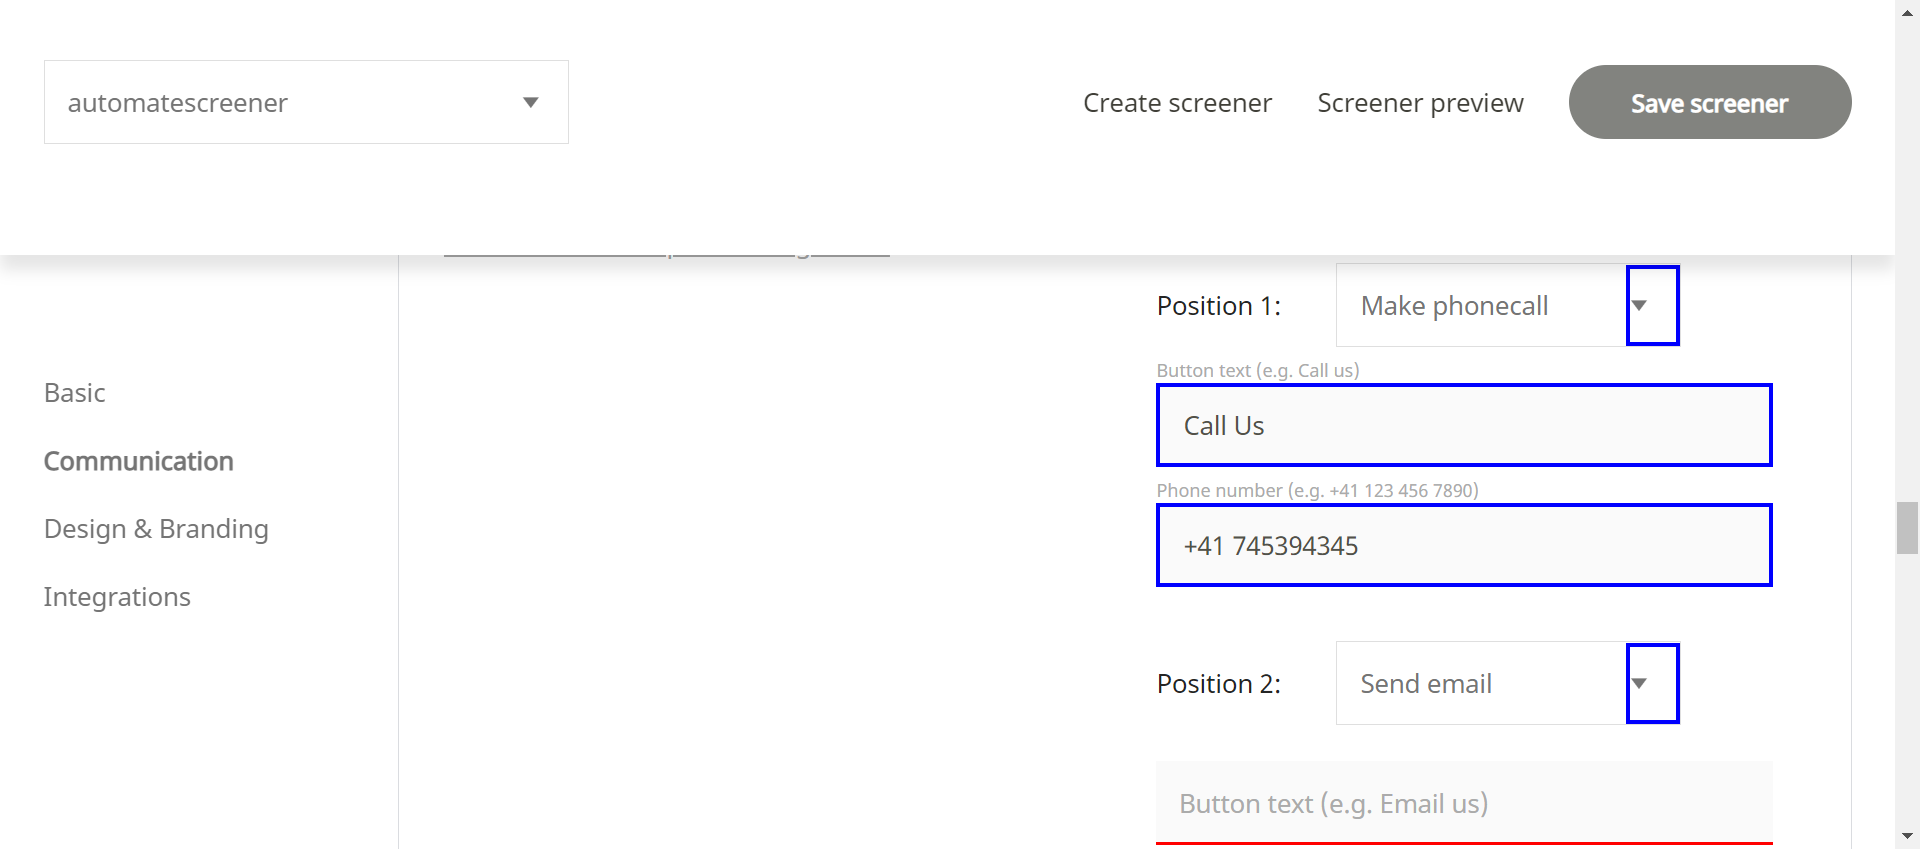 automatescreener
Create screener
Screener preview
Save screener
Basic
Communication
Design & Branding
Integrations
Position 1:
Make phonecall
Button text (e.g. Call us)
Call Us
Phone number (e.g. +41 123 456 7890)
+41 745394345
Position 2:
Send email
Button text (e.g. Email us)